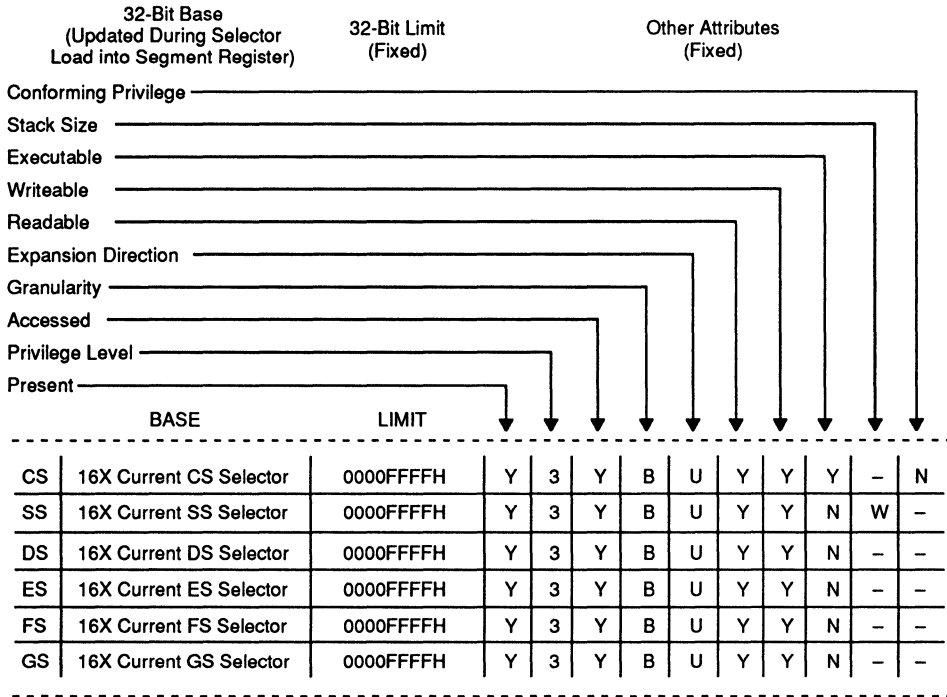 32-Bit Base
(Updated During Selector
Load into Segment Register)
32-Bit Limit
(Fixed)
Other Attributes
(Fixed)
Conforming Privilege
Stack Size
Executable
Writeable
Readable
Expansion Direction
Granularity
Accessed
Privilege Level
Present
BASE LIMIT
CS 16X Current CS Selector 0000FFFFH Y 3 Y B U Y Y Y – N
SS 16X Current SS Selector 0000FFFFH Y 3 Y B U Y Y N W –
DS 16X Current DS Selector 0000FFFFH Y 3 Y B U Y Y N – –
ES 16X Current ES Selector 0000FFFFH Y 3 Y B U Y Y N – –
FS 16X Current FS Selector 0000FFFFH Y 3 Y B U Y Y N – –
GS 16X Current GS Selector 0000FFFFH Y 3 Y B U Y Y N – –